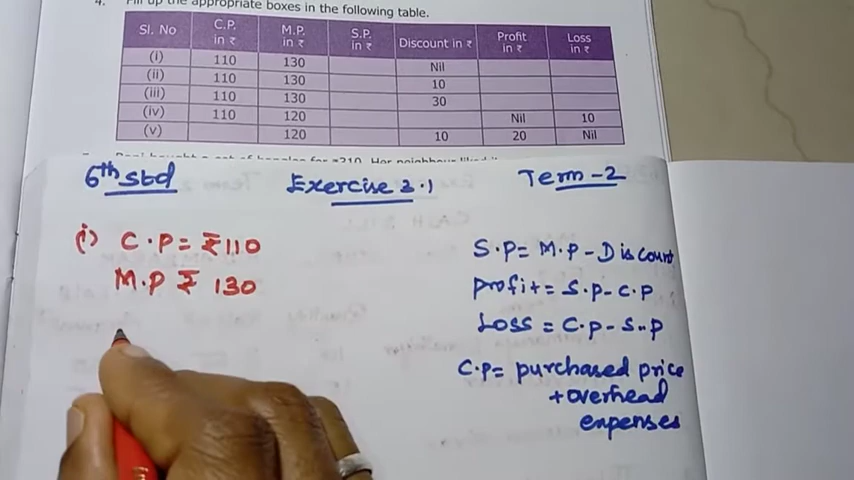 4. Fill up the appropriate boxes in the following table.
Sl. No C.P. in ₹ M.P. in ₹ S.P. in ₹ Discount in ₹ Profit in ₹ Loss in ₹
(i) 110 130 Nil
(ii) 110 130 10
(iii) 110 130 30
(iv) 110 120 Nil 10
(v) 120 10 20 Nil
6th Std Exercise 2.1 Term-2
(i) C.P = ₹110
M.P ₹ 130
S.P = M.P - Discount
Profit = S.P - C.P
Loss = C.P - S.P
C.P = purchased price
+overhead
expenses